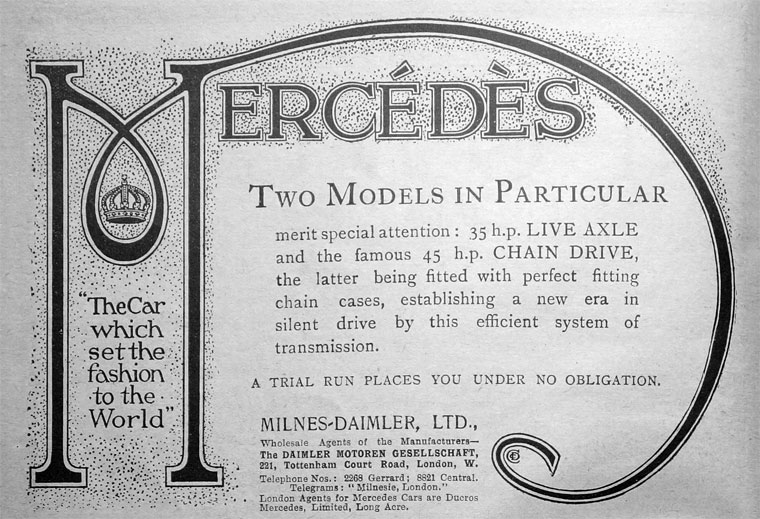 MERCÉDÈS
TWO MODELS IN PARTICULAR
merit special attention : 35 h.p. LIVE AXLE
and the famous 45 h.p. CHAIN DRIVE,
the latter being fitted with perfect fitting
chain cases, establishing a new era in
silent drive by this efficient system of
transmission.
"The Car
which
set the
fashion
to the
World"
A TRIAL RUN PLACES YOU UNDER NO OBLIGATION.
MILNES-DAIMLER, LTD.,
Wholesale Agents of the Manufacturers—
The DAIMLER MOTOREN GESELLSCHAFT,
221, Tottenham Court Road, London, W.
Telephone Nos.: 2268 Gerrard; 8821 Central.
Telegrams: "Milnesie, London."
London Agents for Mercedes Cars are Ducros
Mercedes, Limited, Long Acre.